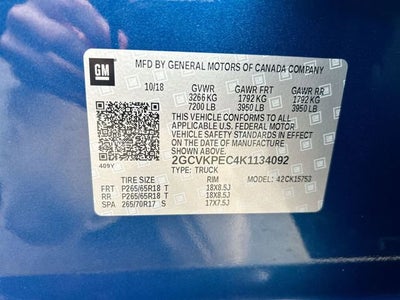 GM
MFD BY GENERAL MOTORS OF CANADA COMPANY
10/18 GVWR GAWR FRT GAWR RR
3266 KG 1792 KG 1792 KG
7200 LB 3950 LB 3950 LB
THIS VEHICLE CONFORMS TO ALL
APPLICABLE U.S. FEDERAL MOTOR
VEHICLE SAFETY STANDARDS IN EFFECT
ON THE DATE OF MANUFACTURE
SHOWN ABOVE.
2GCVKPEC4K1134092
409Y TYPE: TRUCK MODEL: 42CK15753
TIRE SIZE RIM
FRT P265/65R18 T 18X8.5J
RR P265/65R18 T 18X8.5J
SPA 265/70R17 S 17X7.5J